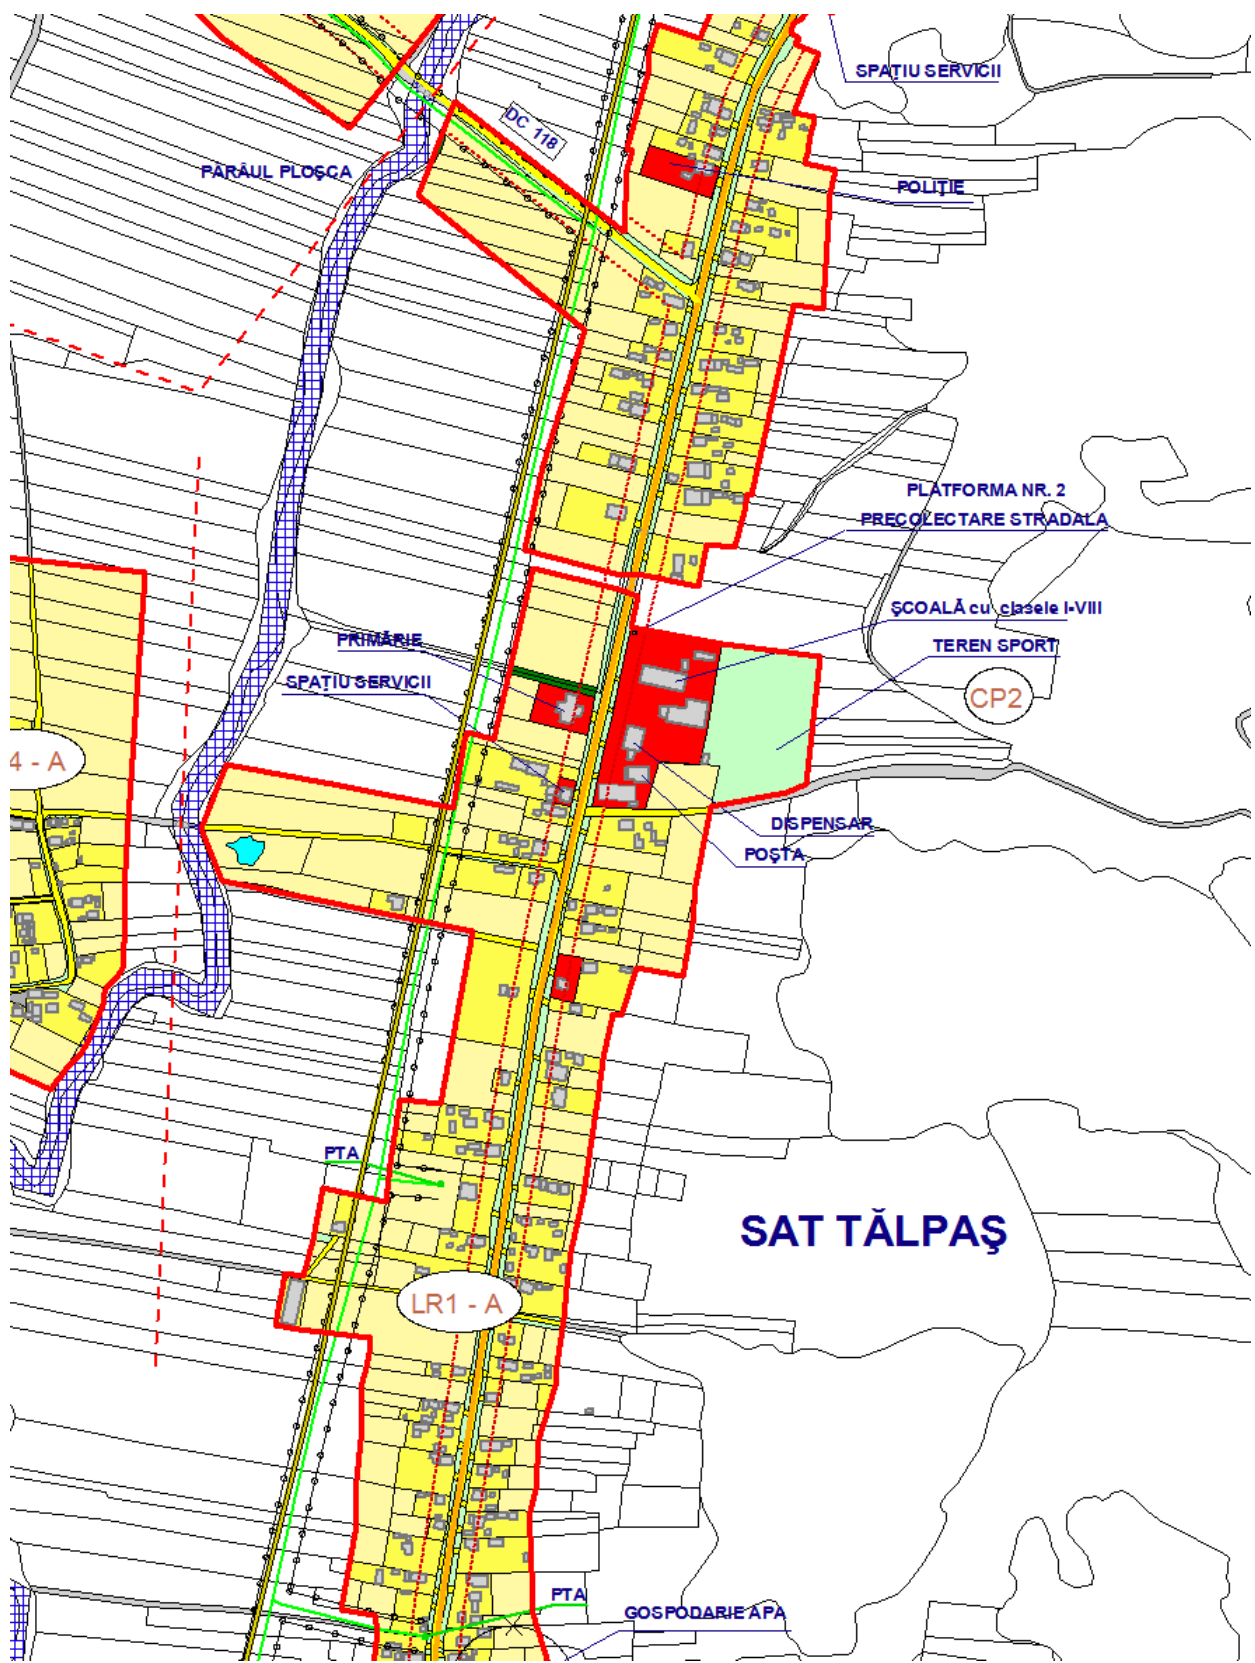 SPAȚIU SERVICII
DC 118
PÂRÂUL PLOȘCA
POLIȚIE
PLATFORMA NR. 2
PRECOLECTARE STRADALA
ȘCOALĂ cu clasele I-VIII
PRIMĂRIE
TEREN SPORT
SPAȚIU SERVICII
CP2
4 - A
DISPENSAR
POȘTA
PTA
SAT TĂLPAȘ
LR1 - A
PTA
GOSPODARIE APA